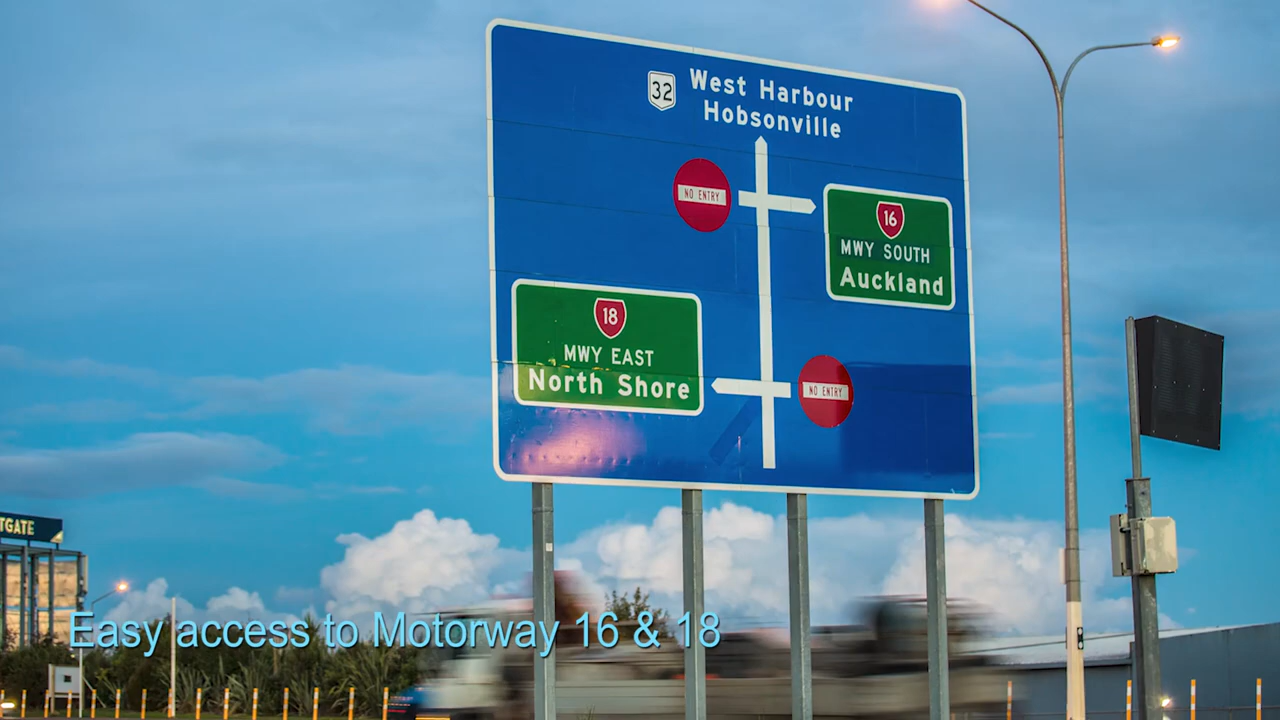 32
West Harbour
Hobsonville
NO ENTRY
16
MWY SOUTH
Auckland
18
MWY EAST
North Shore
NO ENTRY
TGATE
Easy access to Motorway 16 & 18